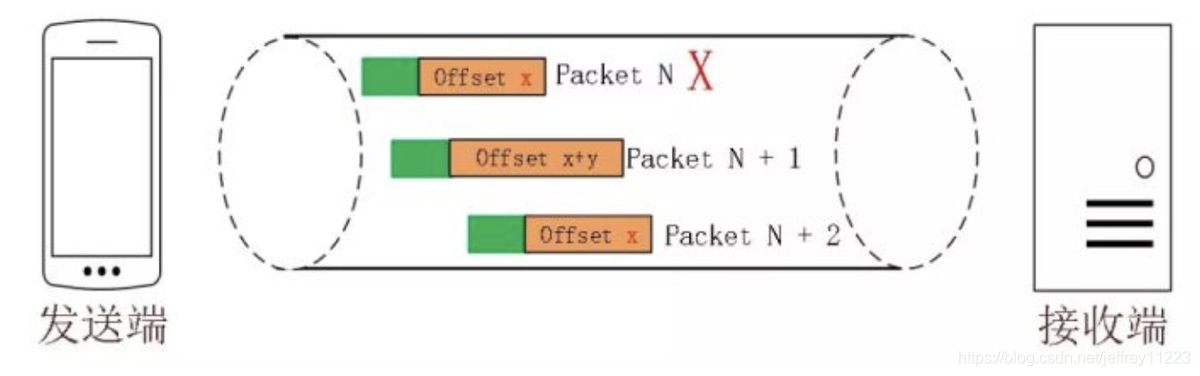 Offset x Packet N X
Offset x+y Packet N + 1
Offset x Packet N + 2
发送端
接收端
https://blog.csdn.net/jeffrey11223